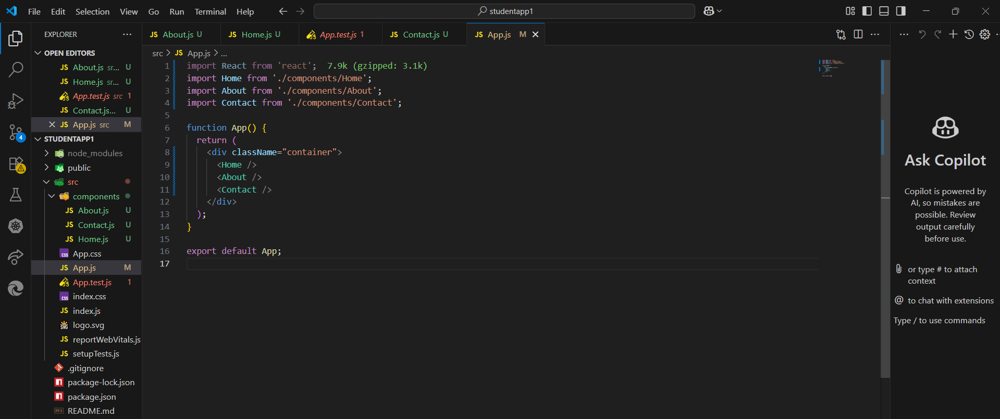 File Edit Selection View Go Run Terminal Help
studentapp1
EXPLORER
OPEN EDITORS
JS About.js sr... U
JS Home.js sr... U
App.test.js src 1
JS Contact.js... U
JS App.js src M
STUDENTAPP1
node_modules
public
src
components
JS About.js U
JS Contact.js U
JS Home.js U
App.css
JS App.js M
App.test.js 1
index.css
JS index.js
logo.svg
JS reportWebVitals.js
JS setupTests.js
.gitignore
package-lock.json
package.json
README.md
4
JS About.js U
JS Home.js U
App.test.js 1
JS Contact.js U
JS App.js M
src > JS App.js > ...
1 import React from 'react'; 7.9k (gzipped: 3.1k)
2 import Home from './components/Home';
3 import About from './components/About';
4 import Contact from './components/Contact';
5
6 function App() {
7 return (
8 <div className="container">
9 <Home />
10 <About />
11 <Contact />
12 </div>
13 );
14 }
15
16 export default App;
17
Ask Copilot
Copilot is powered by
AI, so mistakes are
possible. Review
output carefully
before use.
or type # to attach
context
@ to chat with extensions
Type / to use commands